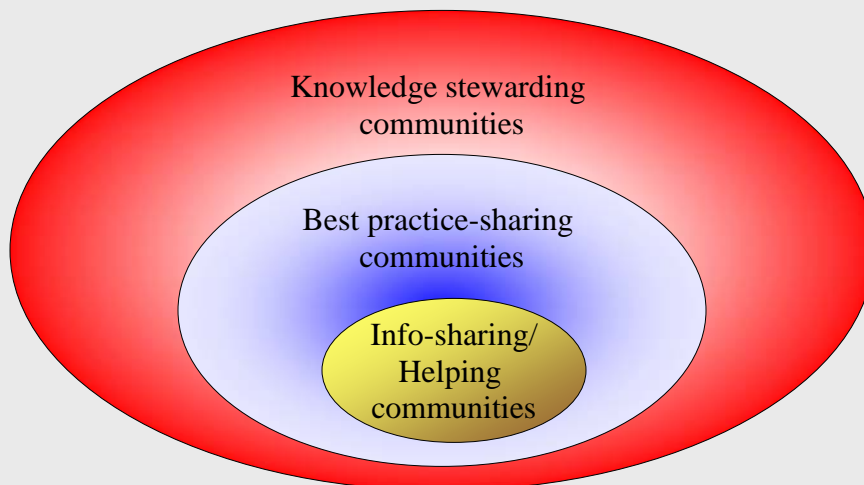 Knowledge stewarding
communities
Best practice-sharing
communities
Info-sharing/
Helping
communities